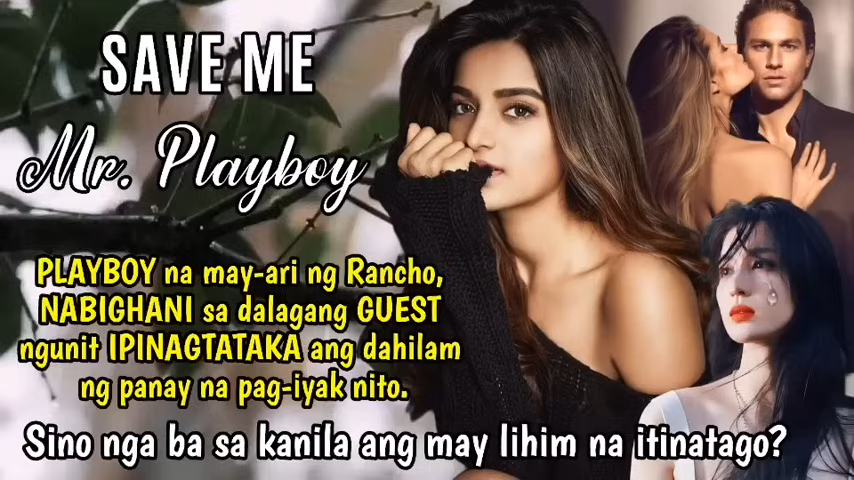 SAVE ME
Mr. Playboy
PLAYBOY na may-ari ng Rancho,
NABIGHANI sa dalagang GUEST
ngunit IPINAGTATAKA ang dahilam
ng panay na pag-iyak nito.
Sino nga ba sa kanila ang may lihim na itinatago?